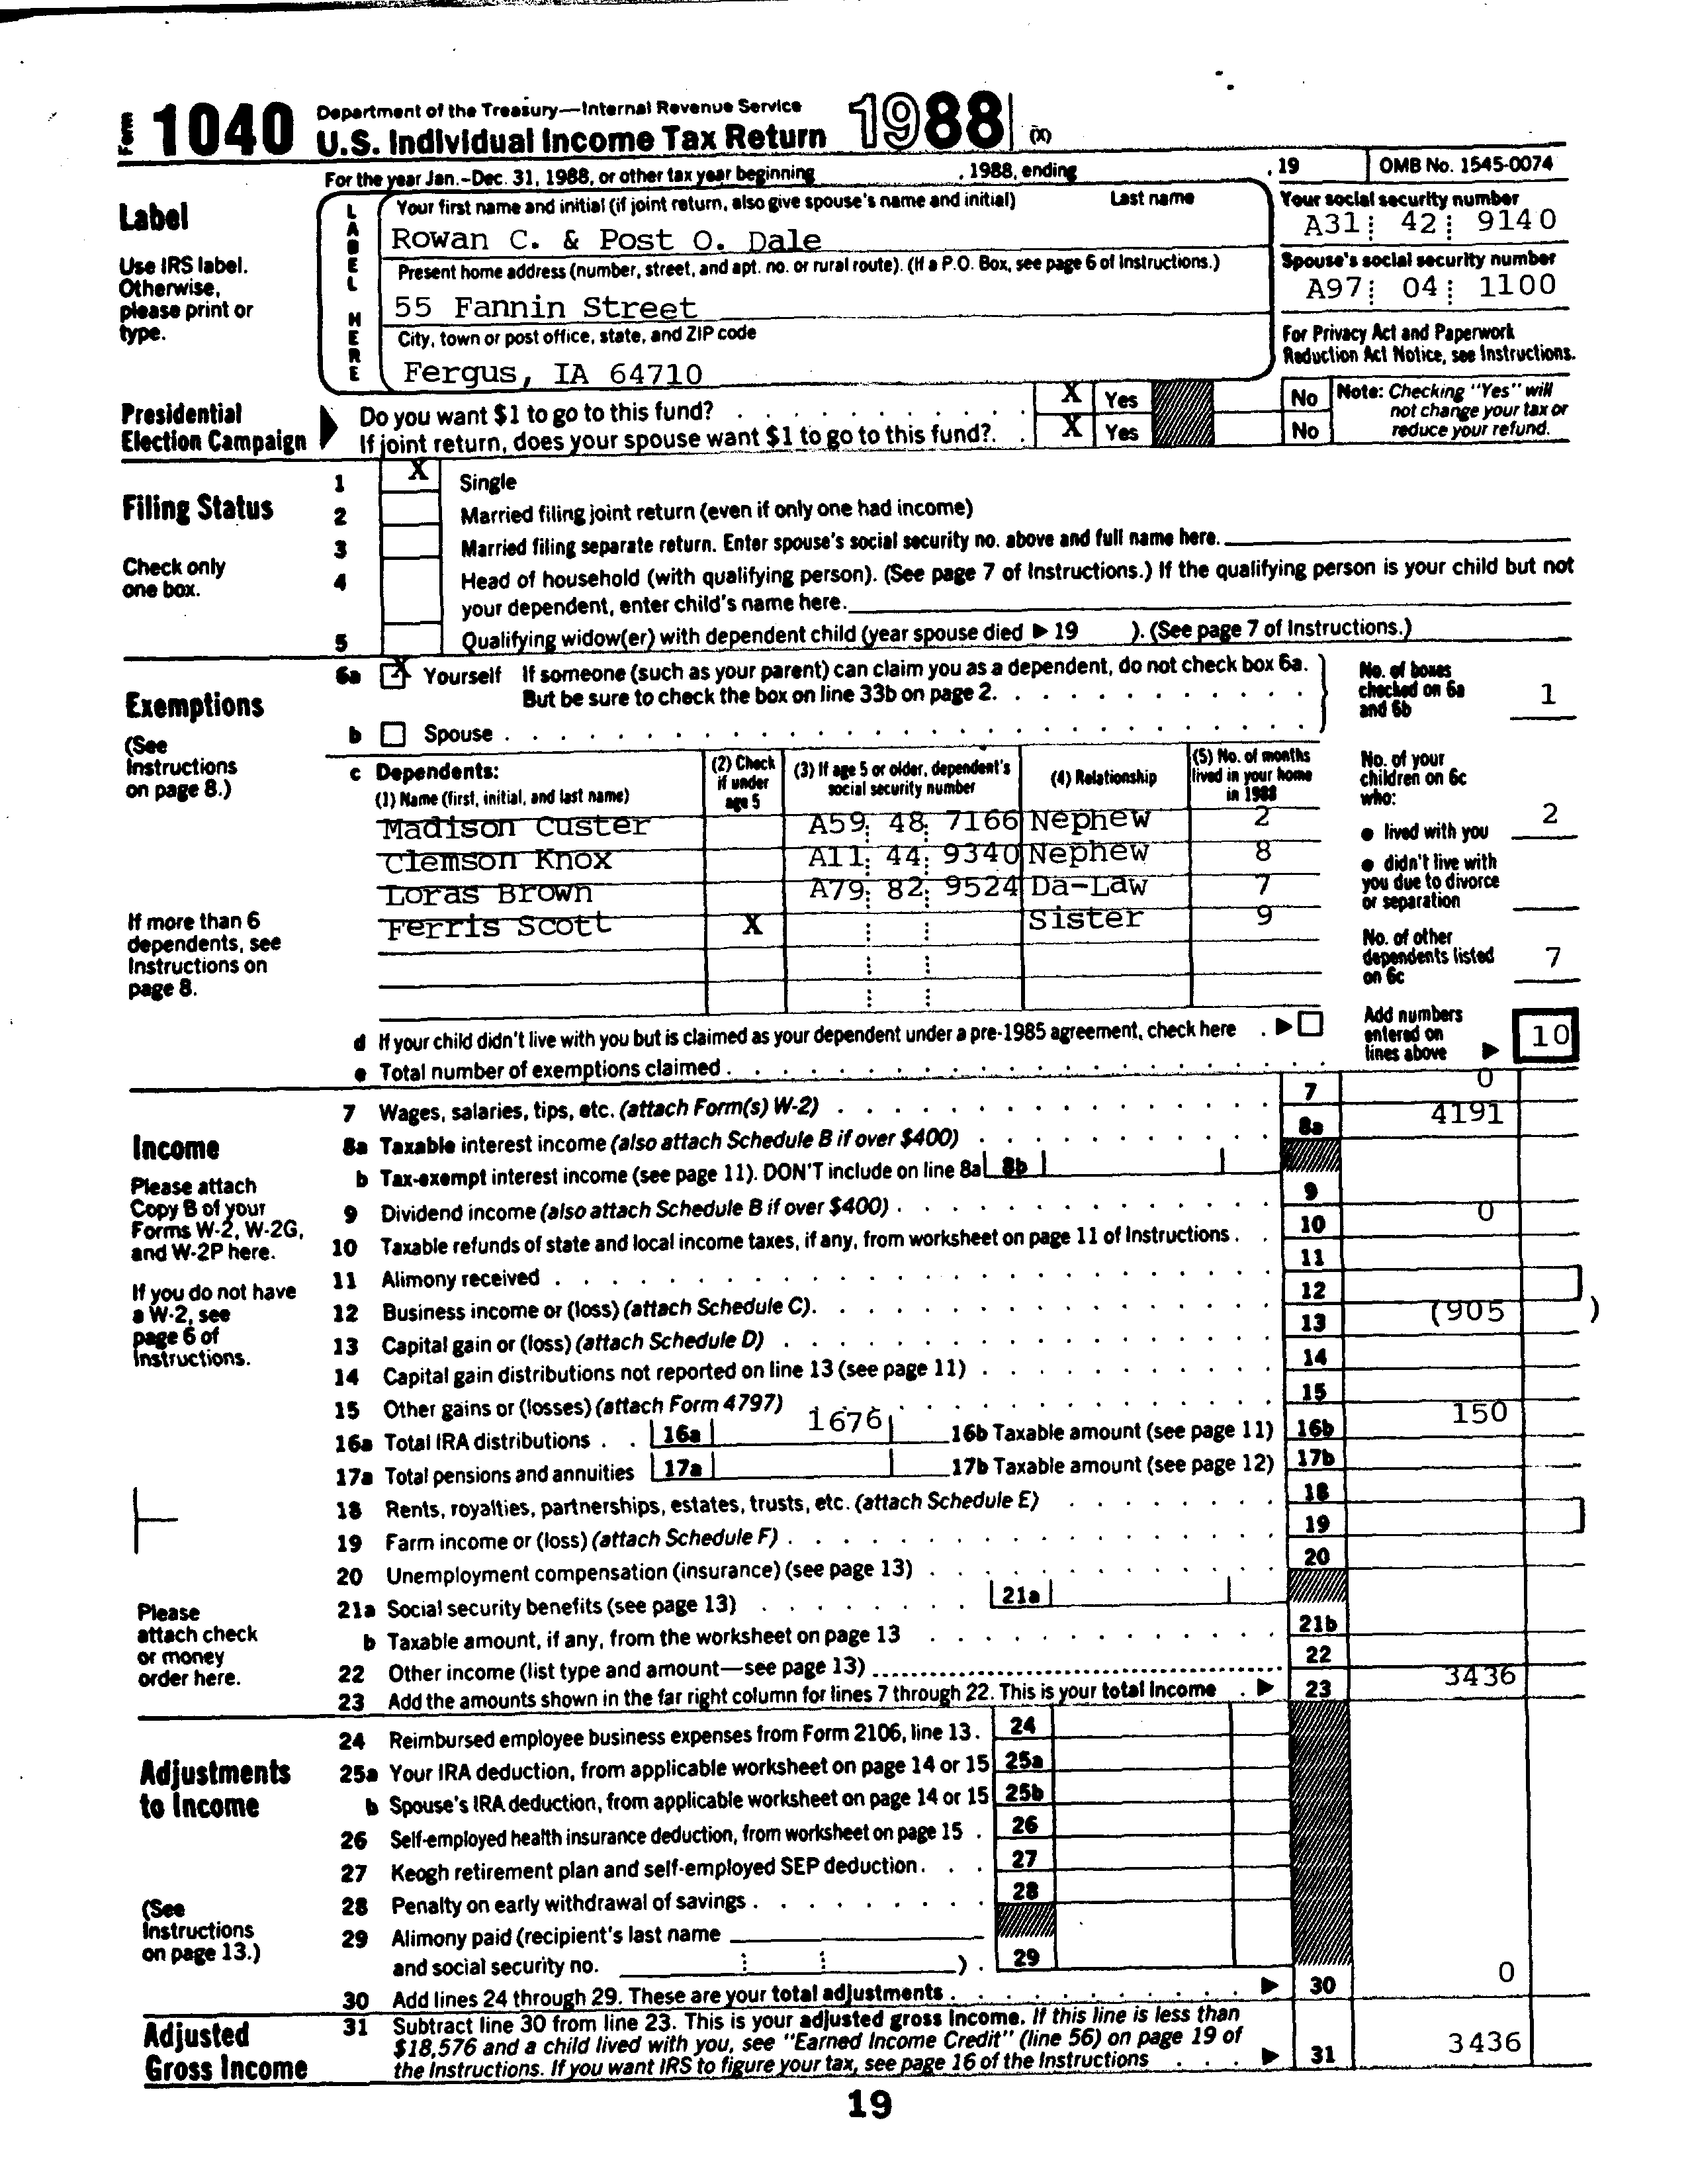 Form 1040 Department of the Treasury—Internal Revenue Service
U.S. Individual Income Tax Return 1988 (X)
For the year Jan.-Dec. 31, 1988, or other tax year beginning , 1988, ending , 19 OMB No. 1545-0074
Label
Use IRS label.
Otherwise,
please print or
type.
LABEL HERE
Your first name and initial (if joint return, also give spouse's name and initial) Last name
Rowan C. & Post O. Dale
Present home address (number, street, and apt. no. or rural route). (If a P.O. Box, see page 6 of Instructions.)
55 Fannin Street
City, town or post office, state, and ZIP code
Fergus, IA 64710
Your social security number
A31 42 9140
Spouse's social security number
A97 04 1100
For Privacy Act and Paperwork
Reduction Act Notice, see Instructions.
Presidential
Election Campaign
Do you want $1 to go to this fund? X Yes No
If joint return, does your spouse want $1 to go to this fund? X Yes No
Note: Checking "Yes" will
not change your tax or
reduce your refund.
Filing Status
Check only
one box.
1 X Single
2 Married filing joint return (even if only one had income)
3 Married filing separate return. Enter spouse's social security no. above and full name here.
4 Head of household (with qualifying person). (See page 7 of Instructions.) If the qualifying person is your child but not
your dependent, enter child's name here.
5 Qualifying widow(er) with dependent child (year spouse died ▶ 19 ). (See page 7 of Instructions.)
Exemptions
(See
Instructions
on page 8.)
If more than 6
dependents, see
Instructions on
page 8.
6a X Yourself If someone (such as your parent) can claim you as a dependent, do not check box 6a.
But be sure to check the box on line 33b on page 2.
b Spouse
No. of boxes
checked on 6a
and 6b 1
c Dependents:
(1) Name (first, initial, and last name)
(2) Check
if under
age 5
(3) If age 5 or older, dependent's
social security number
(4) Relationship
(5) No. of months
lived in your home
in 1988
Madison Custer A59 48 7166 Nephew 2
Clemson Knox A11 44 9340 Nephew 8
Loras Brown A79 82 9524 Da-Law 7
Ferris Scott X Sister 9
No. of your
children on 6c
who:
● lived with you 2
● didn't live with
you due to divorce
or separation
No. of other
dependents listed
on 6c 7
d If your child didn't live with you but is claimed as your dependent under a pre-1985 agreement, check here ▶
e Total number of exemptions claimed
Add numbers
entered on
lines above ▶ 10
Income
Please attach
Copy B of your
Forms W-2, W-2G,
and W-2P here.
If you do not have
a W-2, see
page 6 of
Instructions.
Please
attach check
or money
order here.
7 Wages, salaries, tips, etc. (attach Form(s) W-2) 7 0
8a Taxable interest income (also attach Schedule B if over $400) 8a 4191
b Tax-exempt interest income (see page 11). DON'T include on line 8a 8b
9 Dividend income (also attach Schedule B if over $400) 9
10 Taxable refunds of state and local income taxes, if any, from worksheet on page 11 of Instructions 10 0
11 Alimony received 11
12 Business income or (loss) (attach Schedule C) 12
13 Capital gain or (loss) (attach Schedule D) 13 (905 )
14 Capital gain distributions not reported on line 13 (see page 11) 14
15 Other gains or (losses) (attach Form 4797) 15
16a Total IRA distributions 16a 1676 16b Taxable amount (see page 11) 16b 150
17a Total pensions and annuities 17a 17b Taxable amount (see page 12) 17b
18 Rents, royalties, partnerships, estates, trusts, etc. (attach Schedule E) 18
19 Farm income or (loss) (attach Schedule F) 19
20 Unemployment compensation (insurance) (see page 13) 20
21a Social security benefits (see page 13) 21a
b Taxable amount, if any, from the worksheet on page 13 21b
22 Other income (list type and amount—see page 13) 22
23 Add the amounts shown in the far right column for lines 7 through 22. This is your total income ▶ 23 3436
Adjustments
to Income
(See
Instructions
on page 13.)
24 Reimbursed employee business expenses from Form 2106, line 13 24
25a Your IRA deduction, from applicable worksheet on page 14 or 15 25a
b Spouse's IRA deduction, from applicable worksheet on page 14 or 15 25b
26 Self-employed health insurance deduction, from worksheet on page 15 26
27 Keogh retirement plan and self-employed SEP deduction 27
28 Penalty on early withdrawal of savings 28
29 Alimony paid (recipient's last name
and social security no. ) 29
30 Add lines 24 through 29. These are your total adjustments ▶ 30 0
Adjusted
Gross Income
31 Subtract line 30 from line 23. This is your adjusted gross income. If this line is less than
$18,576 and a child lived with you, see "Earned Income Credit" (line 56) on page 19 of
the Instructions. If you want IRS to figure your tax, see page 16 of the Instructions ▶ 31 3436
19